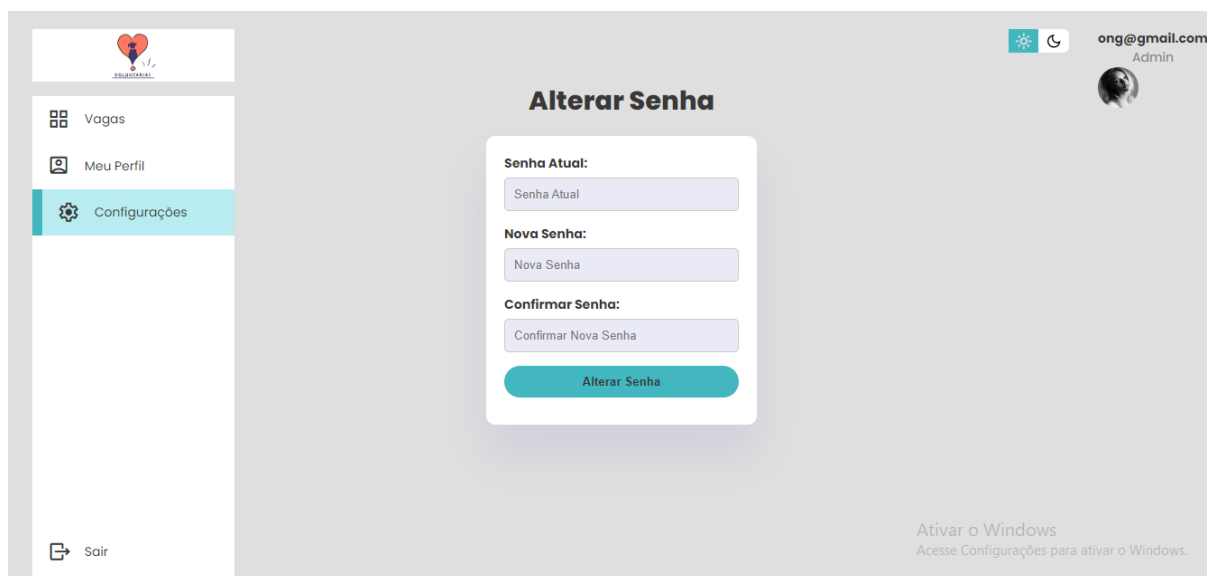 VOLUNTARIAT
Vagas
Meu Perfil
Configurações
Sair
ong@gmail.com
Admin
Alterar Senha
Senha Atual:
Senha Atual
Nova Senha:
Nova Senha
Confirmar Senha:
Confirmar Nova Senha
Alterar Senha
Ativar o Windows
Acesse Configurações para ativar o Windows.